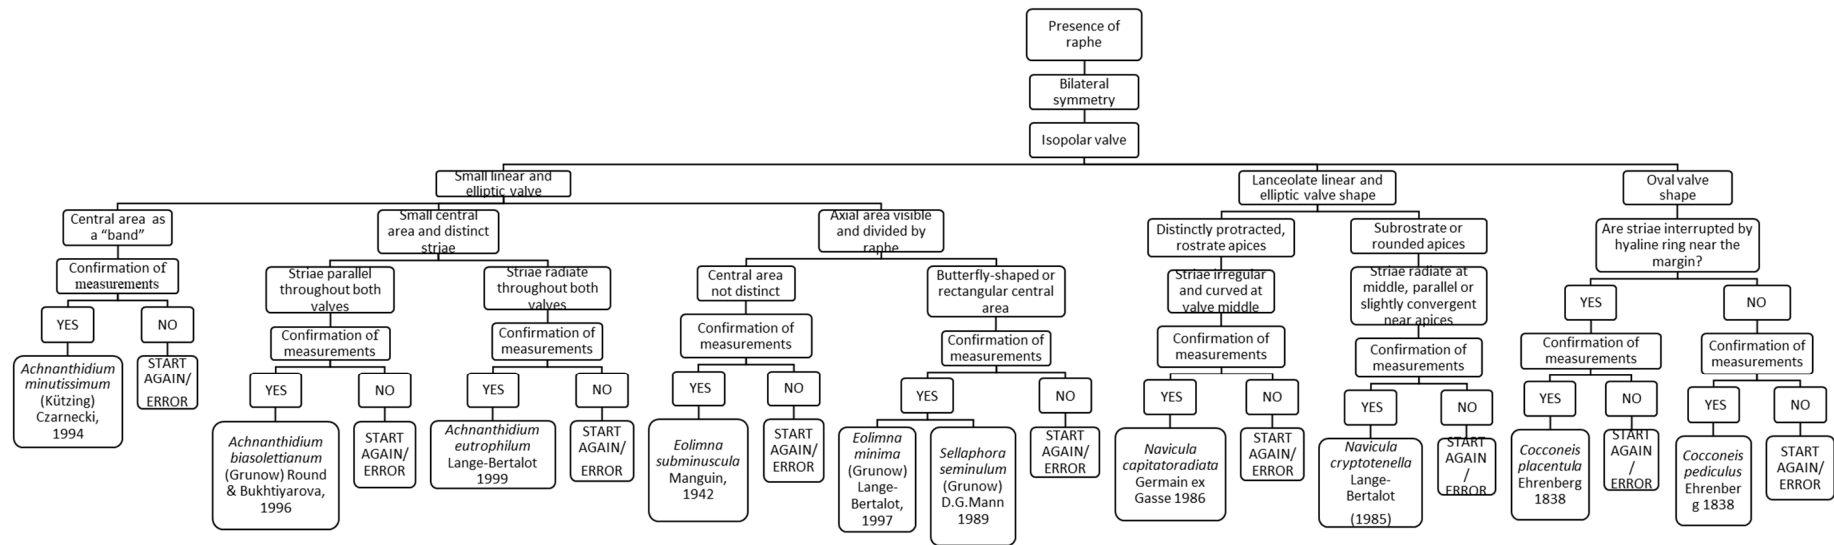 Presence of
raphe
Bilateral
symmetry
Isopolar valve
Small linear and
elliptic valve
Lanceolate linear and
elliptic valve shape
Oval valve
shape
Central area as
a “band”
Small central
area and distinct
striae
Axial area visible
and divided by
raphe
Distinctly protracted,
rostrate apices
Subrostrate or
rounded apices
Are striae interrupted by
hyaline ring near the
margin?
Confirmation of
measurements
Striae parallel
throughout both
valves
Striae radiate
throughout both
valves
Central area
not distinct
Butterfly-shaped or
rectangular central
area
Striae irregular
and curved at
valve middle
Striae radiate at
middle, parallel or
slightly convergent
near apices
YES
NO
YES
NO
Confirmation of
measurements
Confirmation of
measurements
Confirmation of
measurements
Confirmation of
measurements
Confirmation of
measurements
Confirmation of
measurements
Confirmation of
measurements
Confirmation of
measurements
Achnanthidium
minutissimum
(Kützing)
Czarnecki,
1994
START
AGAIN/
ERROR
YES
NO
YES
NO
YES
NO
YES
NO
YES
NO
YES
NO
YES
NO
YES
NO
Achnanthidium
biasolettianum
(Grunow) Round
& Bukhtiyarova,
1996
START
AGAIN/
ERROR
Achnanthidium
eutrophilum
Lange-Bertalot
1999
START
AGAIN/
ERROR
Eolimna
subminuscula
Manguin,
1942
START
AGAIN/
ERROR
Eolimna
minima
(Grunow)
Lange-
Bertalot,
1997
Sellaphora
seminulum
(Grunow)
D.G.Mann
1989
START
AGAIN/
ERROR
Navicula
capitatoradiata
Germain ex
Gasse 1986
START
AGAIN/
ERROR
Navicula
cryptotenella
Lange-
Bertalot
(1985)
START
AGAIN
/
ERROR
Cocconeis
placentula
Ehrenberg
1838
START
AGAIN
/
ERROR
Cocconeis
pediculus
Ehrenber
g 1838
START
AGAIN/
ERROR